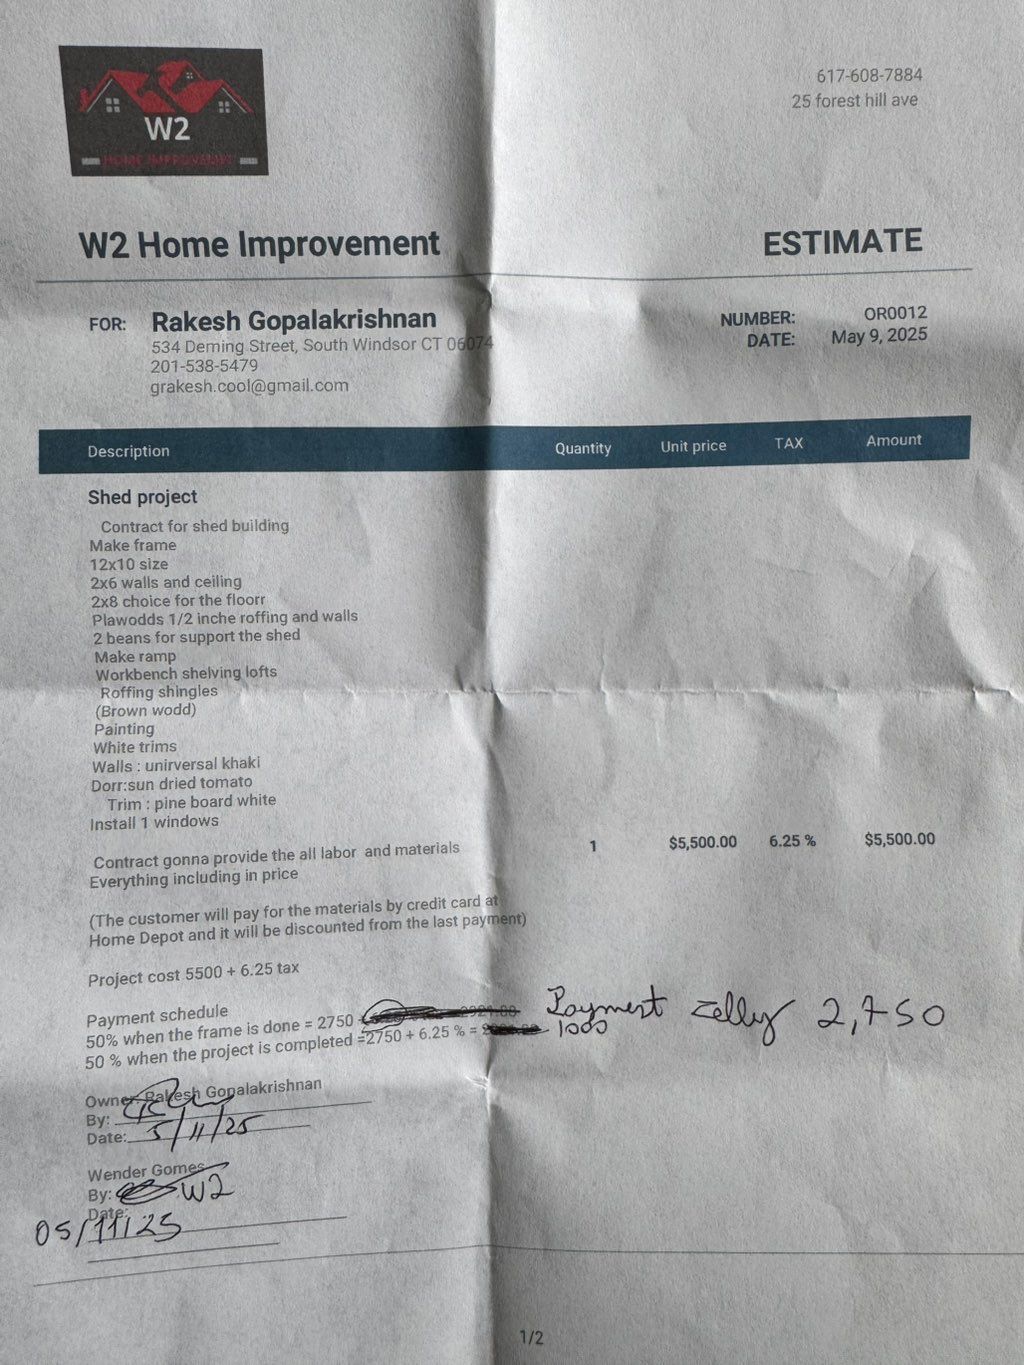 W2
HOME IMPROVEMENT
617-608-7884
25 forest hill ave
W2 Home Improvement
ESTIMATE
FOR: Rakesh Gopalakrishnan
534 Deming Street, South Windsor CT 06074
201-538-5479
grakesh.cool@gmail.com
NUMBER: OR0012
DATE: May 9, 2025
Description Quantity Unit price TAX Amount
Shed project
Contract for shed building
Make frame
12x10 size
2x6 walls and ceiling
2x8 choice for the floorr
Plawodds 1/2 inche roffing and walls
2 beans for support the shed
Make ramp
Workbench shelving lofts
Roffing shingles
(Brown wodd)
Painting
White trims
Walls : unirversal khaki
Dorr:sun dried tomato
Trim : pine board white
Install 1 windows
1 $5,500.00 6.25 % $5,500.00
Contract gonna provide the all labor and materials
Everything including in price
(The customer will pay for the materials by credit card at
Home Depot and it will be discounted from the last payment)
Project cost 5500 + 6.25 tax
Payment schedule
50% when the frame is done = 2750 Payment zelly 2,750
50 % when the project is completed =2750 + 6.25 % = 1000
Owner Rakesh Gopalakrishnan
By:
Date: 5/11/25
Wender Gomes
By: W2
Date:
05/11/25
1/2